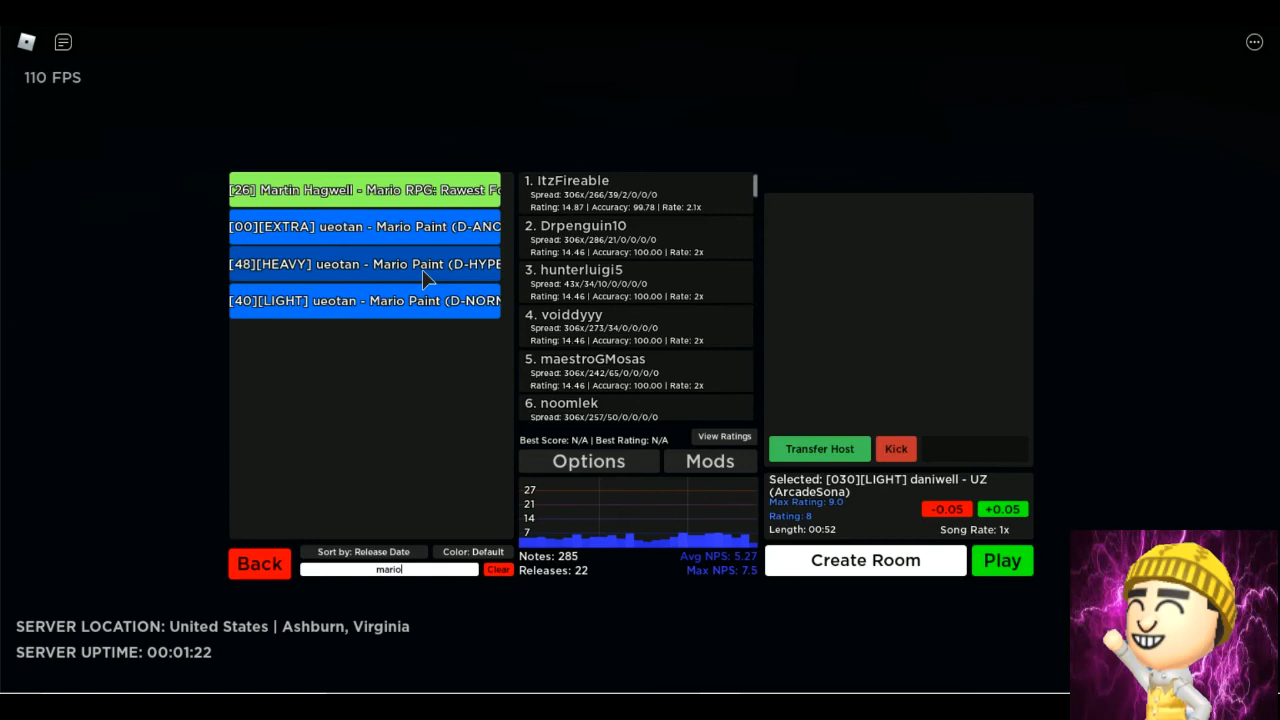 110 FPS
[26] Martin Hagwell - Mario RPG: Rawest Fo
[00][EXTRA] ueotan - Mario Paint (D-ANC
[48][HEAVY] ueotan - Mario Paint (D-HYPE
[40][LIGHT] ueotan - Mario Paint (D-NORM
Sort by: Release Date
Color: Default
Back
mario
Clear
1. ItzFireable
Spread: 306x/266/39/2/0/0/0
Rating: 14.87 | Accuracy: 99.78 | Rate: 2.1x
2. Drpenguin10
Spread: 306x/286/21/0/0/0/0
Rating: 14.46 | Accuracy: 100.00 | Rate: 2x
3. hunterluigi5
Spread: 43x/34/10/0/0/0/0
Rating: 14.46 | Accuracy: 100.00 | Rate: 2x
4. voiddyyy
Spread: 306x/273/34/0/0/0/0
Rating: 14.46 | Accuracy: 100.00 | Rate: 2x
5. maestroGMosas
Spread: 306x/242/65/0/0/0/0
Rating: 14.46 | Accuracy: 100.00 | Rate: 2x
6. noomlek
Spread: 306x/257/50/0/0/0/0
Best Score: N/A | Best Rating: N/A
View Ratings
Options
Mods
27
21
14
7
Notes: 285
Avg NPS: 5.27
Releases: 22
Max NPS: 7.5
Transfer Host
Kick
Selected: [030][LIGHT] daniwell - UZ
(ArcadeSona)
Max Rating: 9.0
Rating: 8
-0.05
+0.05
Length: 00:52
Song Rate: 1x
Create Room
Play
SERVER LOCATION: United States | Ashburn, Virginia
SERVER UPTIME: 00:01:22